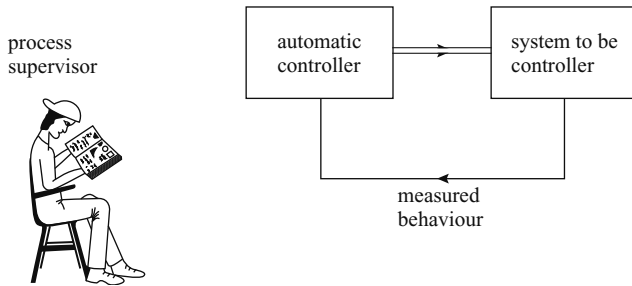 process
supervisor
automatic
controller
system to be
controller
measured
behaviour